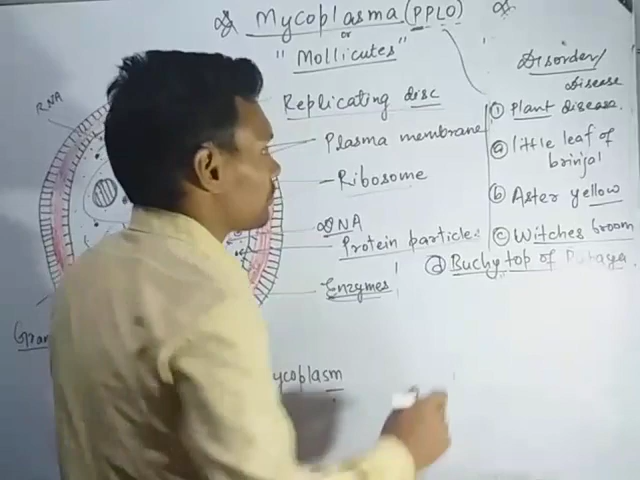 Mycoplasma (PPLO)
or
"Mollicutes"
Disorder/
Disease
RNA
Replicating disc
① Plant disease.
Plasma membrane
ⓐ little leaf of
brinjal
Ribosome
ⓑ Aster yellow
DNA
ⓒ Witches broom
Protein particles
ⓓ Buchy top of
Enzymes